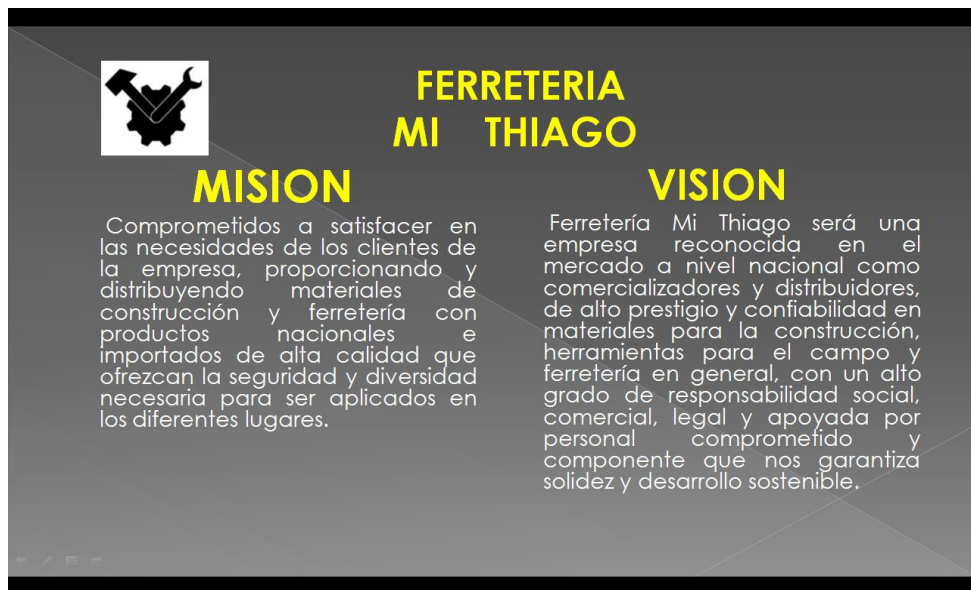 FERRETERIA
MI THIAGO
MISION
Comprometidos a satisfacer en
las necesidades de los clientes de
la empresa, proporcionando y
distribuyendo materiales de
construcción y ferretería con
productos nacionales e
importados de alta calidad que
ofrezcan la seguridad y diversidad
necesaria para ser aplicados en
los diferentes lugares.
VISION
Ferretería Mi Thiago será una
empresa reconocida en el
mercado a nivel nacional como
comercializadores y distribuidores,
de alto prestigio y confiabilidad en
materiales para la construcción,
herramientas para el campo y
ferretería en general, con un alto
grado de responsabilidad social,
comercial, legal y apoyada por
personal comprometido y
componente que nos garantiza
solidez y desarrollo sostenible.